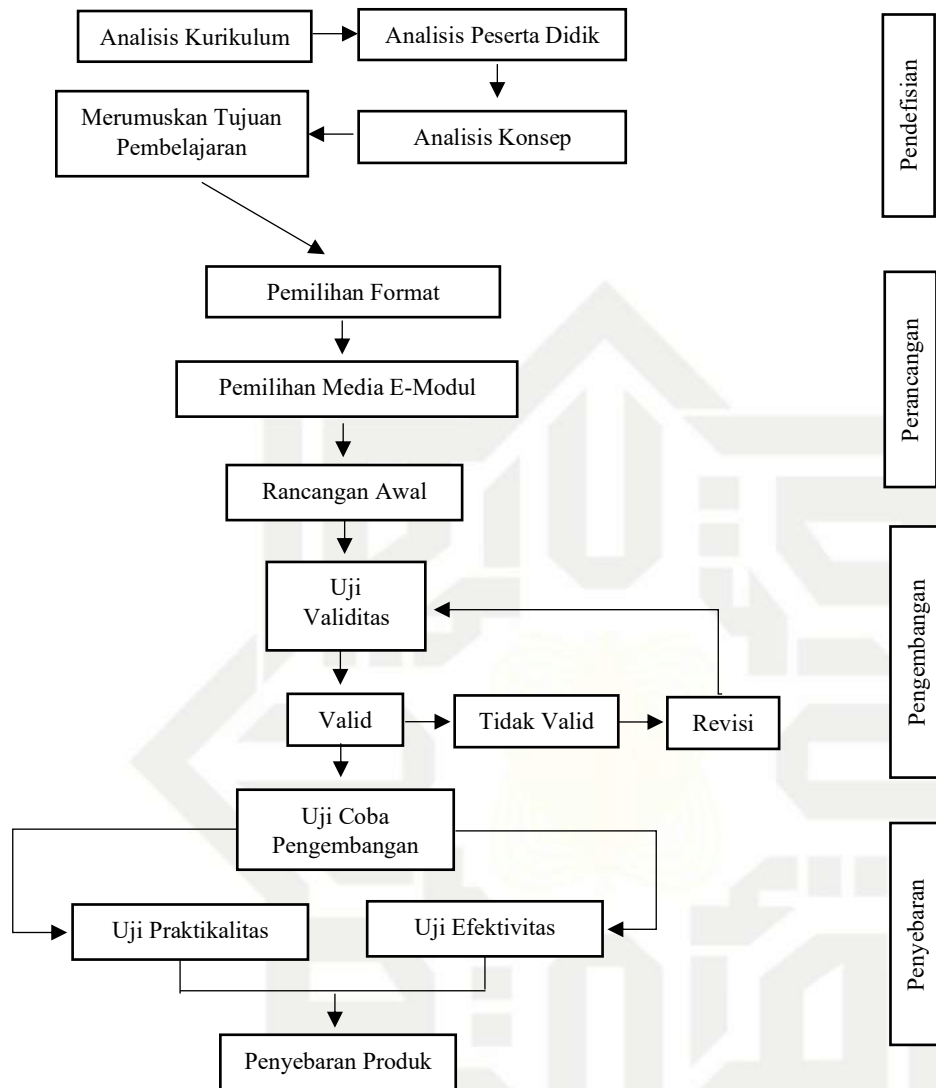 Analisis Kurikulum
Analisis Peserta Didik
Merumuskan Tujuan
Pembelajaran
Analisis Konsep
Pendefisian
Pemilihan Format
Pemilihan Media E-Modul
Rancangan Awal
Perancangan
Uji
Validitas
Valid
Tidak Valid
Revisi
Pengembangan
Uji Coba
Pengembangan
Uji Praktikalitas
Uji Efektivitas
Penyebaran Produk
Penyebaran